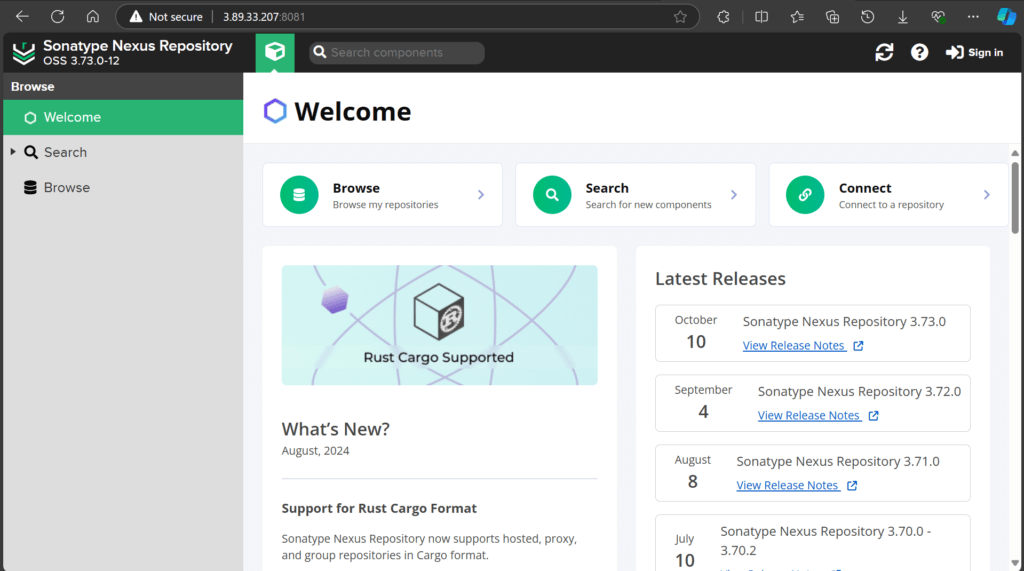 Not secure
3.89.33.207:8081
Sonatype Nexus Repository
OSS 3.73.0-12
Search components
Sign in
Browse
Welcome
Search
Browse
Welcome
Browse
Browse my repositories
Search
Search for new components
Connect
Connect to a repository
Rust Cargo Supported
What's New?
August, 2024
Support for Rust Cargo Format
Sonatype Nexus Repository now supports hosted, proxy,
and group repositories in Cargo format.
Latest Releases
October
10
Sonatype Nexus Repository 3.73.0
View Release Notes
September
4
Sonatype Nexus Repository 3.72.0
View Release Notes
August
8
Sonatype Nexus Repository 3.71.0
View Release Notes
July
10
Sonatype Nexus Repository 3.70.0 -
3.70.2